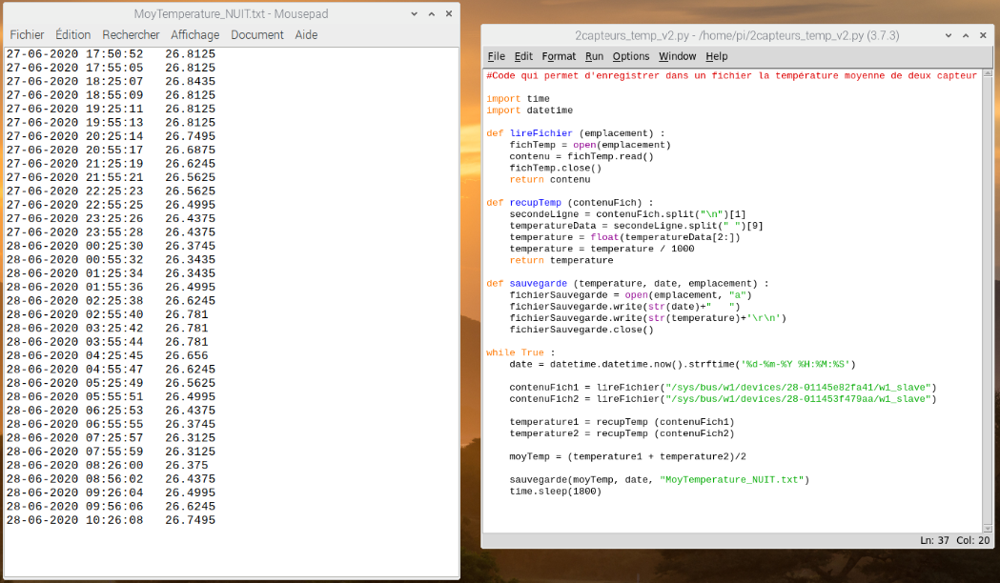 MoyTemperature_NUIT.txt - Mousepad
Fichier Édition Rechercher Affichage Document Aide
27-06-2020 17:50:52   26.8125
27-06-2020 17:55:05   26.8125
27-06-2020 18:25:07   26.8435
27-06-2020 18:55:09   26.8125
27-06-2020 19:25:11   26.8125
27-06-2020 19:55:13   26.8125
27-06-2020 20:25:14   26.7495
27-06-2020 20:55:17   26.6875
27-06-2020 21:25:19   26.6245
27-06-2020 21:55:21   26.5625
27-06-2020 22:25:23   26.5625
27-06-2020 22:55:25   26.4995
27-06-2020 23:25:26   26.4375
27-06-2020 23:55:28   26.4375
28-06-2020 00:25:30   26.3745
28-06-2020 00:55:32   26.3435
28-06-2020 01:25:34   26.3435
28-06-2020 01:55:36   26.4995
28-06-2020 02:25:38   26.6245
28-06-2020 02:55:40   26.781
28-06-2020 03:25:42   26.781
28-06-2020 03:55:44   26.781
28-06-2020 04:25:45   26.656
28-06-2020 04:55:47   26.6245
28-06-2020 05:25:49   26.5625
28-06-2020 05:55:51   26.4995
28-06-2020 06:25:53   26.4375
28-06-2020 06:55:55   26.3745
28-06-2020 07:25:57   26.3125
28-06-2020 07:55:59   26.3125
28-06-2020 08:26:00   26.375
28-06-2020 08:56:02   26.4375
28-06-2020 09:26:04   26.4995
28-06-2020 09:56:06   26.6245
28-06-2020 10:26:08   26.7495
2capteurs_temp_v2.py - /home/pi/2capteurs_temp_v2.py (3.7.3)
File Edit Format Run Options Window Help
#Code qui permet d'enregistrer dans un fichier la température moyenne de deux capteur
import time
import datetime
def lireFichier (emplacement) :
    fichTemp = open(emplacement)
    contenu = fichTemp.read()
    fichTemp.close()
    return contenu
def recupTemp (contenuFich) :
    secondeLigne = contenuFich.split("\n")[1]
    temperatureData = secondeLigne.split(" ")[9]
    temperature = float(temperatureData[2:])
    temperature = temperature / 1000
    return temperature
def sauvegarde (temperature, date, emplacement) :
    fichierSauvegarde = open(emplacement, "a")
    fichierSauvegarde.write(str(date)+"   ")
    fichierSauvegarde.write(str(temperature)+'\r\n')
    fichierSauvegarde.close()
while True :
    date = datetime.datetime.now().strftime('%d-%m-%Y %H:%M:%S')
    contenuFich1 = lireFichier("/sys/bus/w1/devices/28-01145e82fa41/w1_slave")
    contenuFich2 = lireFichier("/sys/bus/w1/devices/28-011453f479aa/w1_slave")
    temperature1 = recupTemp (contenuFich1)
    temperature2 = recupTemp (contenuFich2)
    moyTemp = (temperature1 + temperature2)/2
    sauvegarde(moyTemp, date, "MoyTemperature_NUIT.txt")
    time.sleep(1800)
Ln: 37 Col: 20